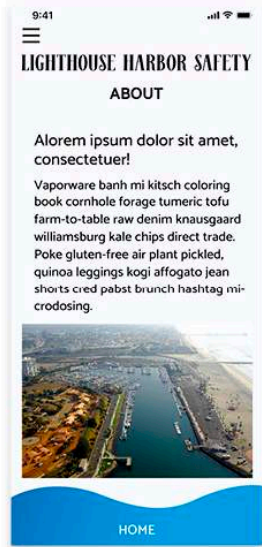 9:41
LIGHTHOUSE HARBOR SAFETY
ABOUT
Alorem ipsum dolor sit amet,
consectetuer!
Vaporware banh mi kitsch coloring
book cornhole forage tumeric tofu
farm-to-table raw denim knausgaard
williamsburg kale chips direct trade.
Poke gluten-free air plant pickled,
quinoa leggings kogi affogato jean
shorts cred pabst brunch hashtag mi-
crodosing.
HOME